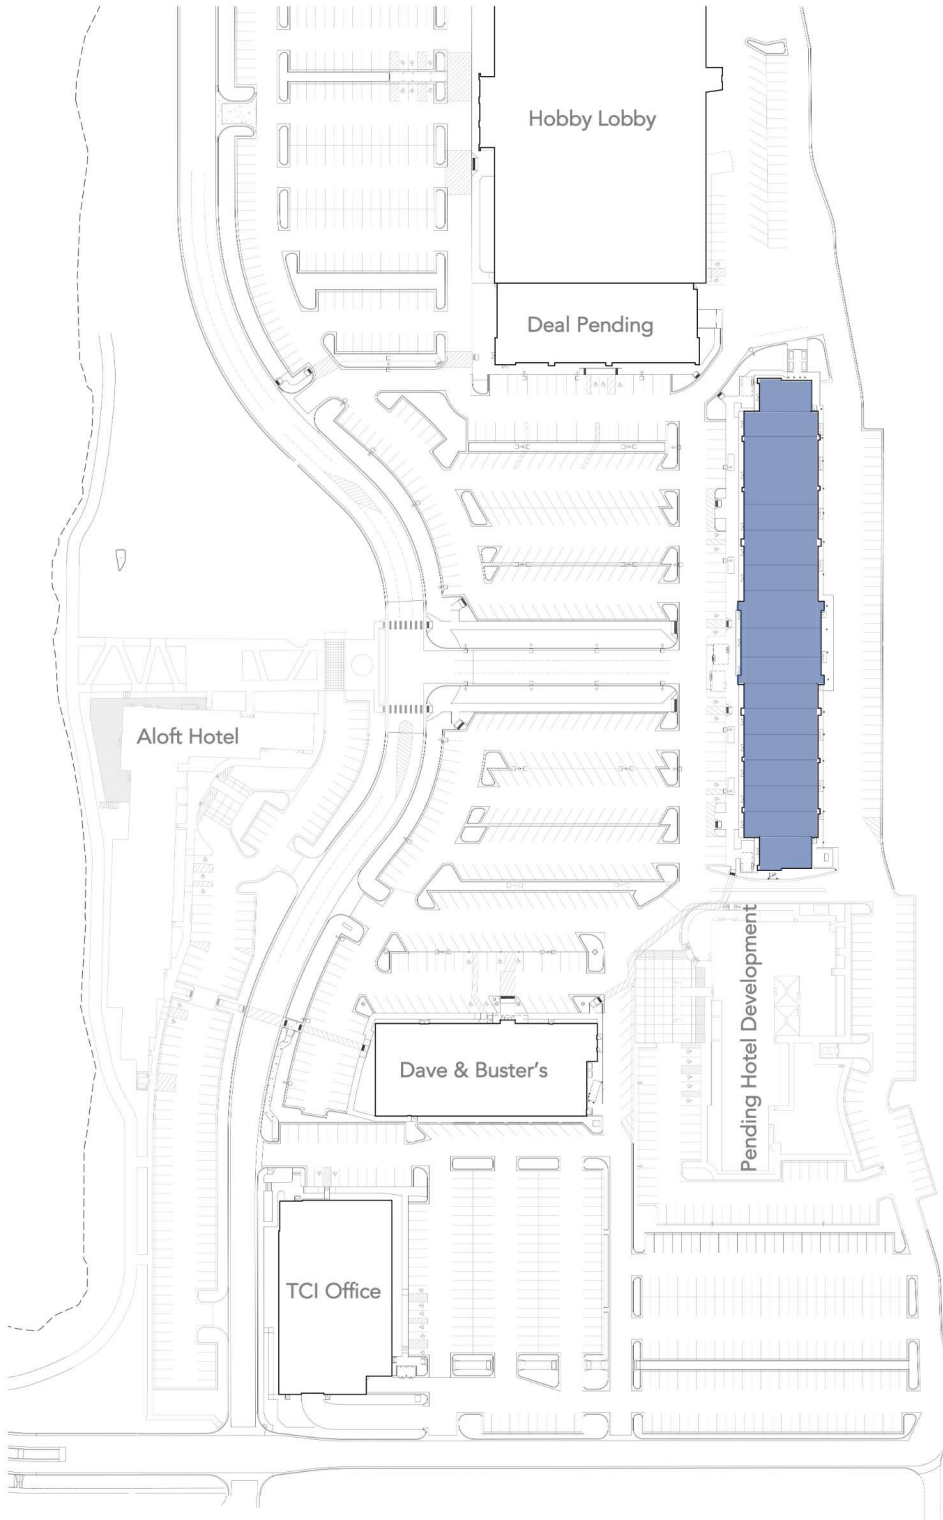 Hobby Lobby
Deal Pending
Aloft Hotel
Pending Hotel Development
Dave & Buster's
TCI Office